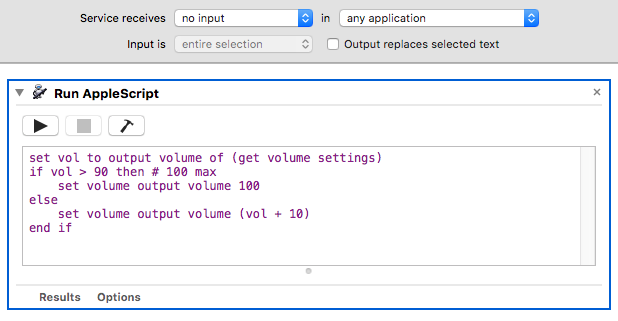 Service receives no input in any application
Input is entire selection Output replaces selected text
Run AppleScript
set vol to output volume of (get volume settings)
if vol > 90 then # 100 max
    set volume output volume 100
else
    set volume output volume (vol + 10)
end if
Results Options